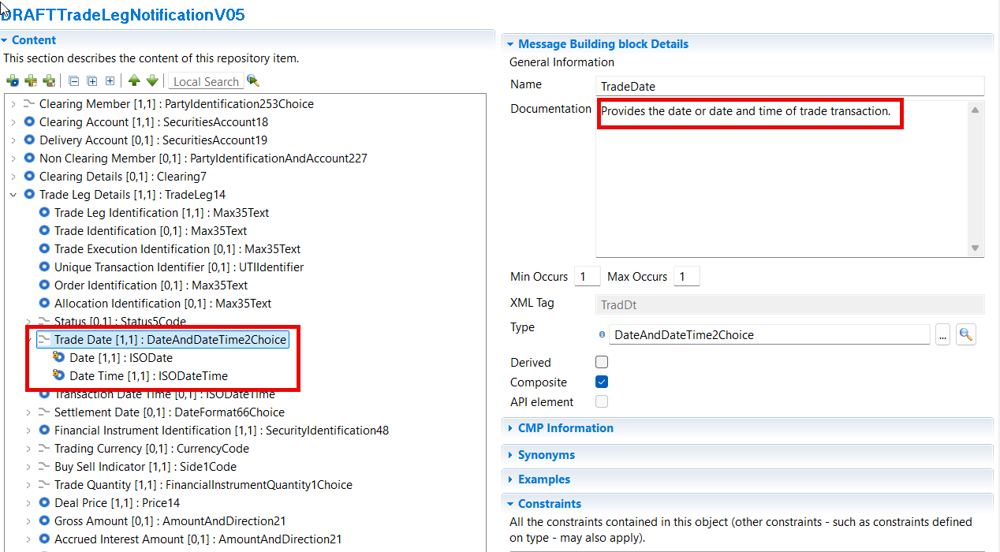 DRAFTTradeLegNotificationV05
Content
This section describes the content of this repository item.
Local Search
Clearing Member [1,1] : PartyIdentification253Choice
Clearing Account [1,1] : SecuritiesAccount18
Delivery Account [0,1] : SecuritiesAccount19
Non Clearing Member [0,1] : PartyIdentificationAndAccount227
Clearing Details [0,1] : Clearing7
Trade Leg Details [1,1] : TradeLeg14
Trade Leg Identification [1,1] : Max35Text
Trade Identification [0,1] : Max35Text
Trade Execution Identification [0,1] : Max35Text
Unique Transaction Identifier [0,1] : UTIIdentifier
Order Identification [0,1] : Max35Text
Allocation Identification [0,1] : Max35Text
Status [0,1] : Status5Code
Trade Date [1,1] : DateAndDateTime2Choice
Date [1,1] : ISODate
Date Time [1,1] : ISODateTime
Transaction Date Time [0,1] : ISODateTime
Settlement Date [0,1] : DateFormat66Choice
Financial Instrument Identification [1,1] : SecurityIdentification48
Trading Currency [0,1] : CurrencyCode
Buy Sell Indicator [1,1] : Side1Code
Trade Quantity [1,1] : FinancialInstrumentQuantity1Choice
Deal Price [1,1] : Price14
Gross Amount [0,1] : AmountAndDirection21
Accrued Interest Amount [0,1] : AmountAndDirection21
Message Building block Details
General Information
Name TradeDate
Documentation Provides the date or date and time of trade transaction.
Min Occurs 1 Max Occurs 1
XML Tag TradDt
Type DateAndDateTime2Choice ...
Derived
Composite
API element
CMP Information
Synonyms
Examples
Constraints
All the constraints contained in this object (other constraints - such as constraints defined
on type - may also apply).